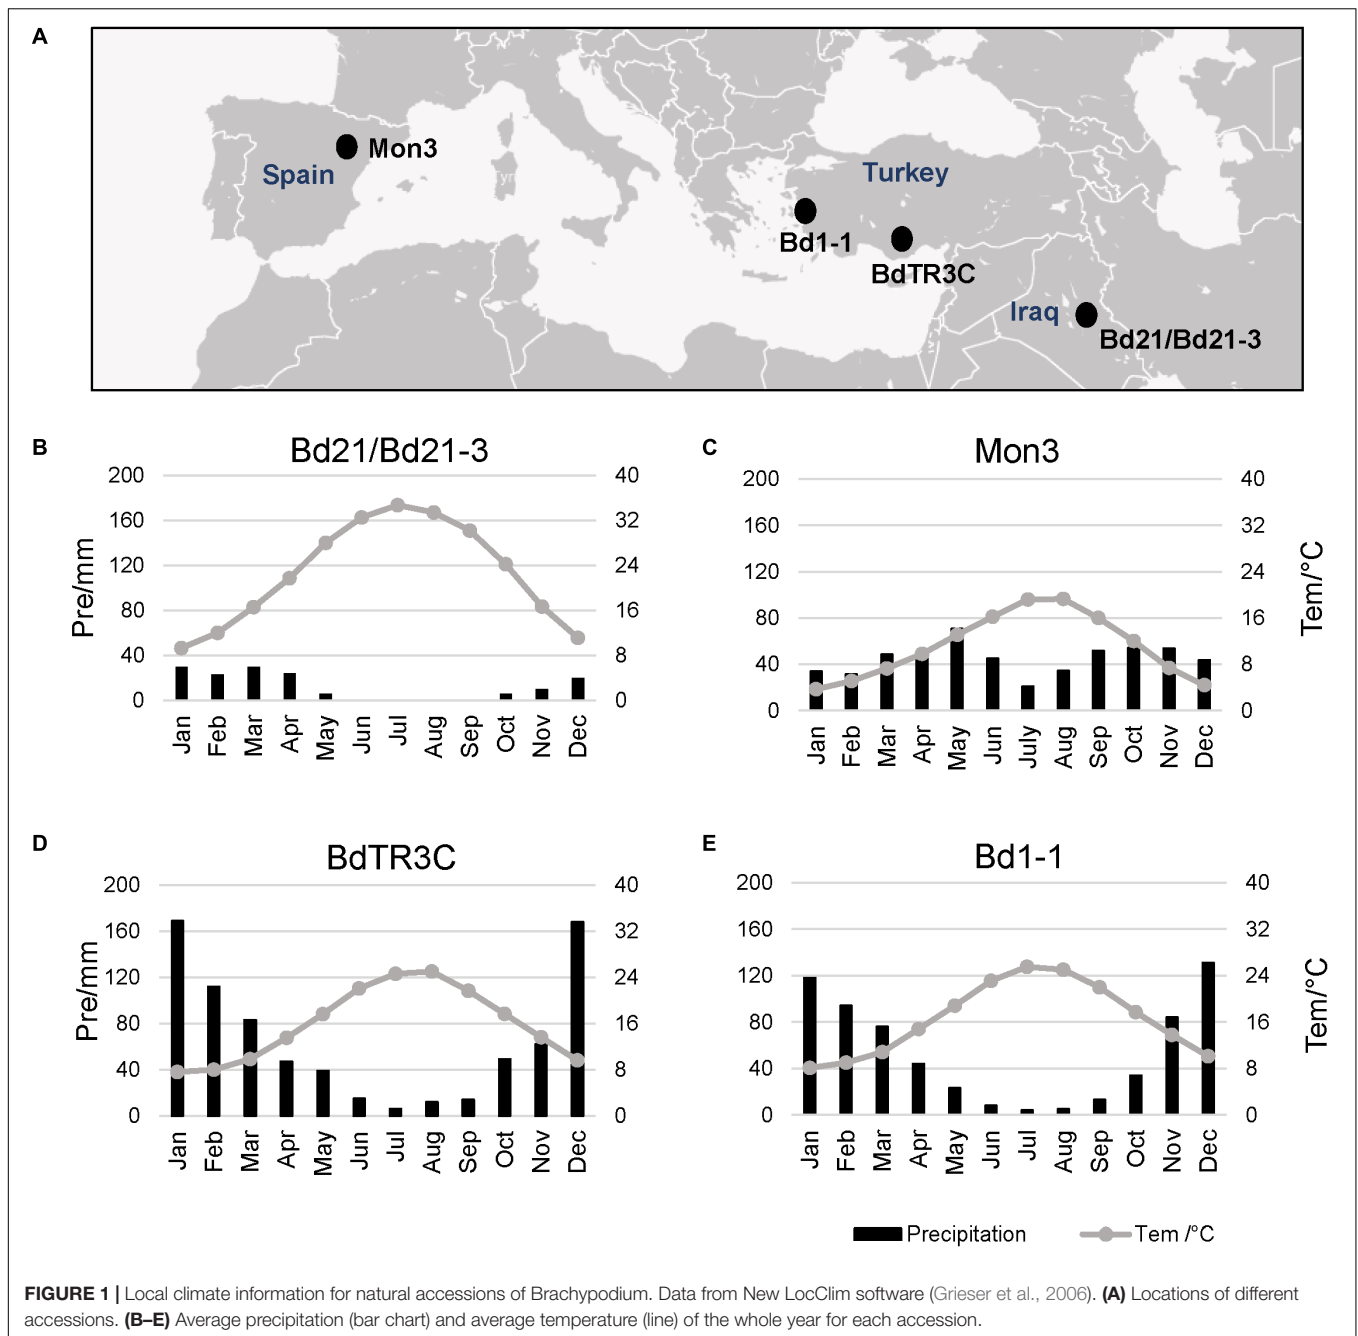 A
Mon3
Spain
Tyrr
Turkey
Bd1-1
BdTR3C
Iraq
Bd21/Bd21-3
B
Bd21/Bd21-3
Pre/mm
200
160
120
80
40
0
40
32
24
16
8
0
Jan Feb Mar Apr May Jun Jul Aug Sep Oct Nov Dec
C
Mon3
200
160
120
80
40
0
40
32
24
16
8
0
Tem/°C
Jan Feb Mar Apr May Jun July Aug Sep Oct Nov Dec
D
BdTR3C
Pre/mm
200
160
120
80
40
0
40
32
24
16
8
0
Jan Feb Mar Apr May Jun Jul Aug Sep Oct Nov Dec
E
Bd1-1
200
160
120
80
40
0
40
32
24
16
8
0
Tem/°C
Jan Feb Mar Apr May Jun Jul Aug Sep Oct Nov Dec
Precipitation
Tem /°C
FIGURE 1 | Local climate information for natural accessions of Brachypodium. Data from New LocClim software (Grieser et al., 2006). (A) Locations of different
accessions. (B–E) Average precipitation (bar chart) and average temperature (line) of the whole year for each accession.